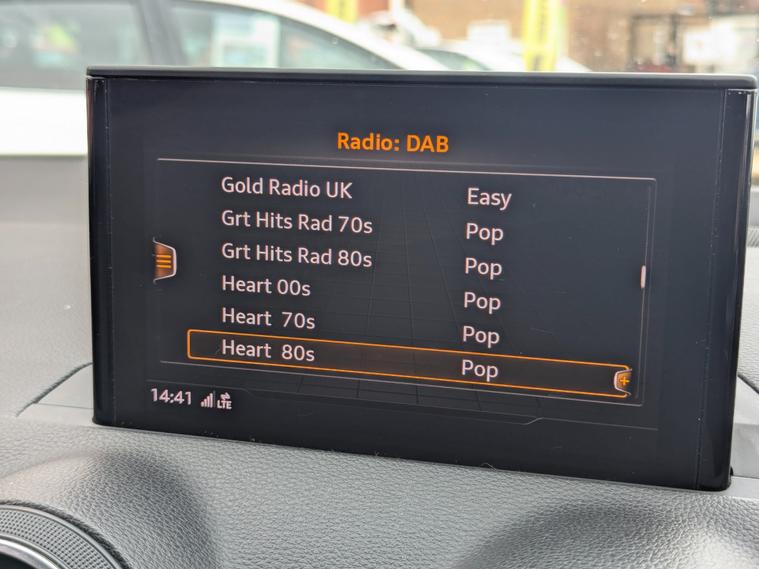 Radio: DAB
Gold Radio UK Easy
Grt Hits Rad 70s Pop
Grt Hits Rad 80s Pop
Heart 00s Pop
Heart 70s Pop
Heart 80s Pop
14:41 LTE